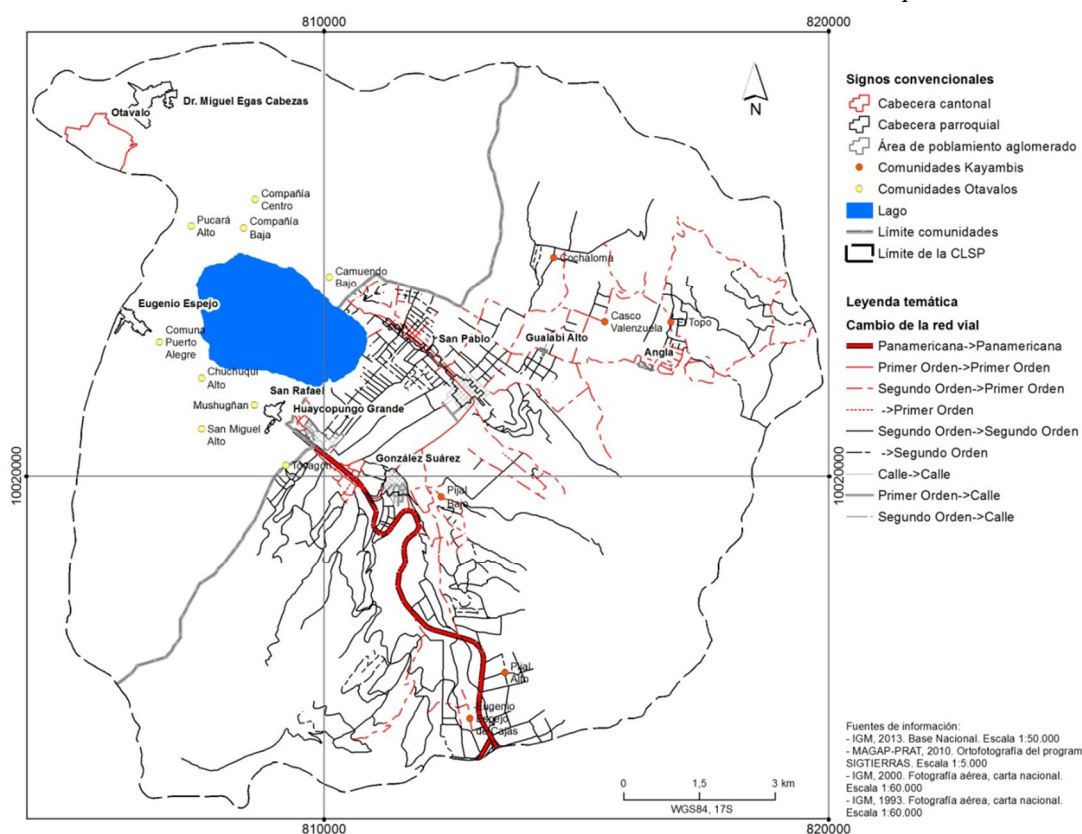 810000
820000
Signos convencionales
Cabecera cantonal
Cabecera parroquial
Área de poblamiento aglomerado
Comunidades Kayambis
Comunidades Otavalos
Lago
Límite comunidades
Límite de la CLSP
Leyenda temática
Cambio de la red vial
Panamericana->Panamericana
Primer Orden->Primer Orden
Segundo Orden->Primer Orden
->Primer Orden
Segundo Orden->Segundo Orden
->Segundo Orden
Calle->Calle
Primer Orden->Calle
Segundo Orden->Calle
N
Dr. Miguel Egas Cabezas
Otavalo
Compañía
Centro
Pucará
Alto
Compañía
Baja
Camuendo
Bajo
Cochaloma
Eugenio Espejo
Comuna
Puerto
Alegre
Casco
Valenzuela
El Topo
San Pablo
Gualabi Alto
Angla
Chuchuqui
Alto
San Rafael
Mushugñan
Huaycopungo Grande
San Miguel
Alto
Tocagon
González Suárez
10020000
10020000
Pijal
Bajo
Pijal
Alto
Eugenio
Espejo
de Cajas
0
1,5
3 km
WGS84, 17S
810000
820000
Fuentes de información:
- IGM, 2013. Base Nacional. Escala 1:50.000
- MAGAP-PRAT, 2010. Ortofotografía del program
SIGTIERRAS. Escala 1:5.000
- IGM, 2000. Fotografía aérea, carta nacional.
Escala 1:60.000
- IGM, 1993. Fotografía aérea, carta nacional.
Escala 1:60.000